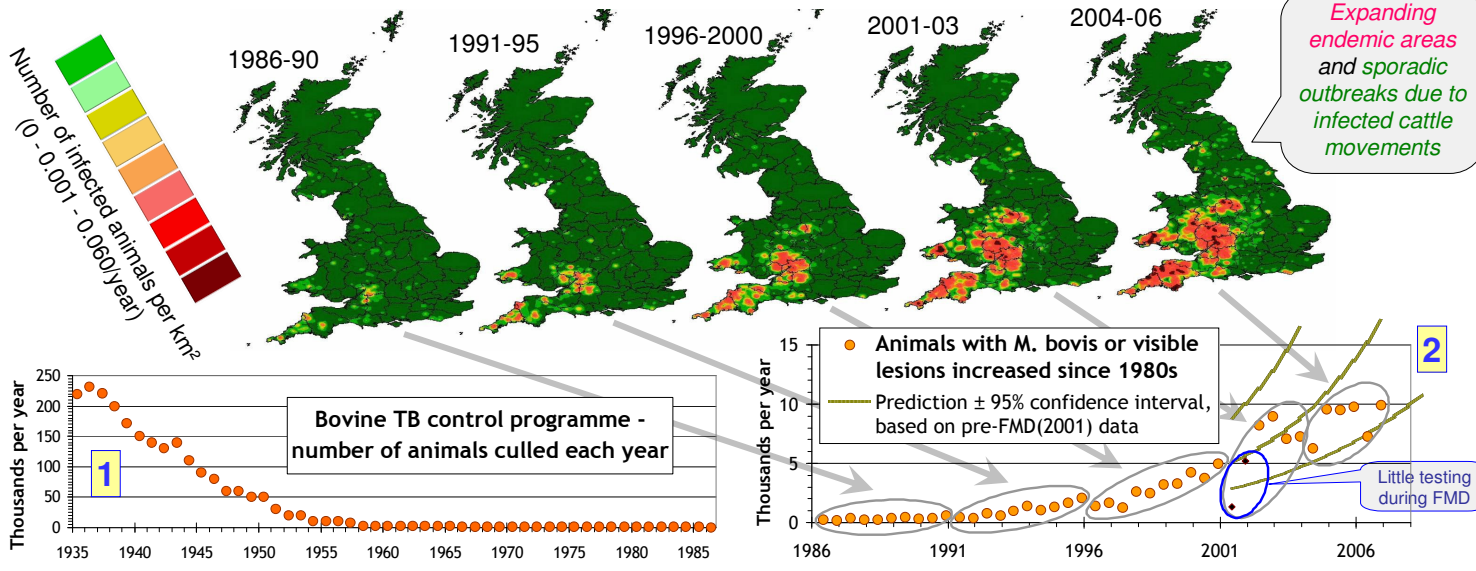 1986-90
1991-95
1996-2000
2001-03
2004-06
Expanding
endemic areas
and sporadic
outbreaks due to
infected cattle
movements
Number of infected animals per km²
(0 - 0.001 - 0.060/year)
Thousands per year
250
200
150
100
50
0
1935
1940
1945
1950
1955
1960
1965
1970
1975
1980
1985
1
Bovine TB control programme -
number of animals culled each year
Thousands per year
15
10
5
0
1986
1991
1996
2001
2006
Animals with M. bovis or visible
lesions increased since 1980s
Prediction ± 95% confidence interval,
based on pre-FMD(2001) data
2
Little testing
during FMD